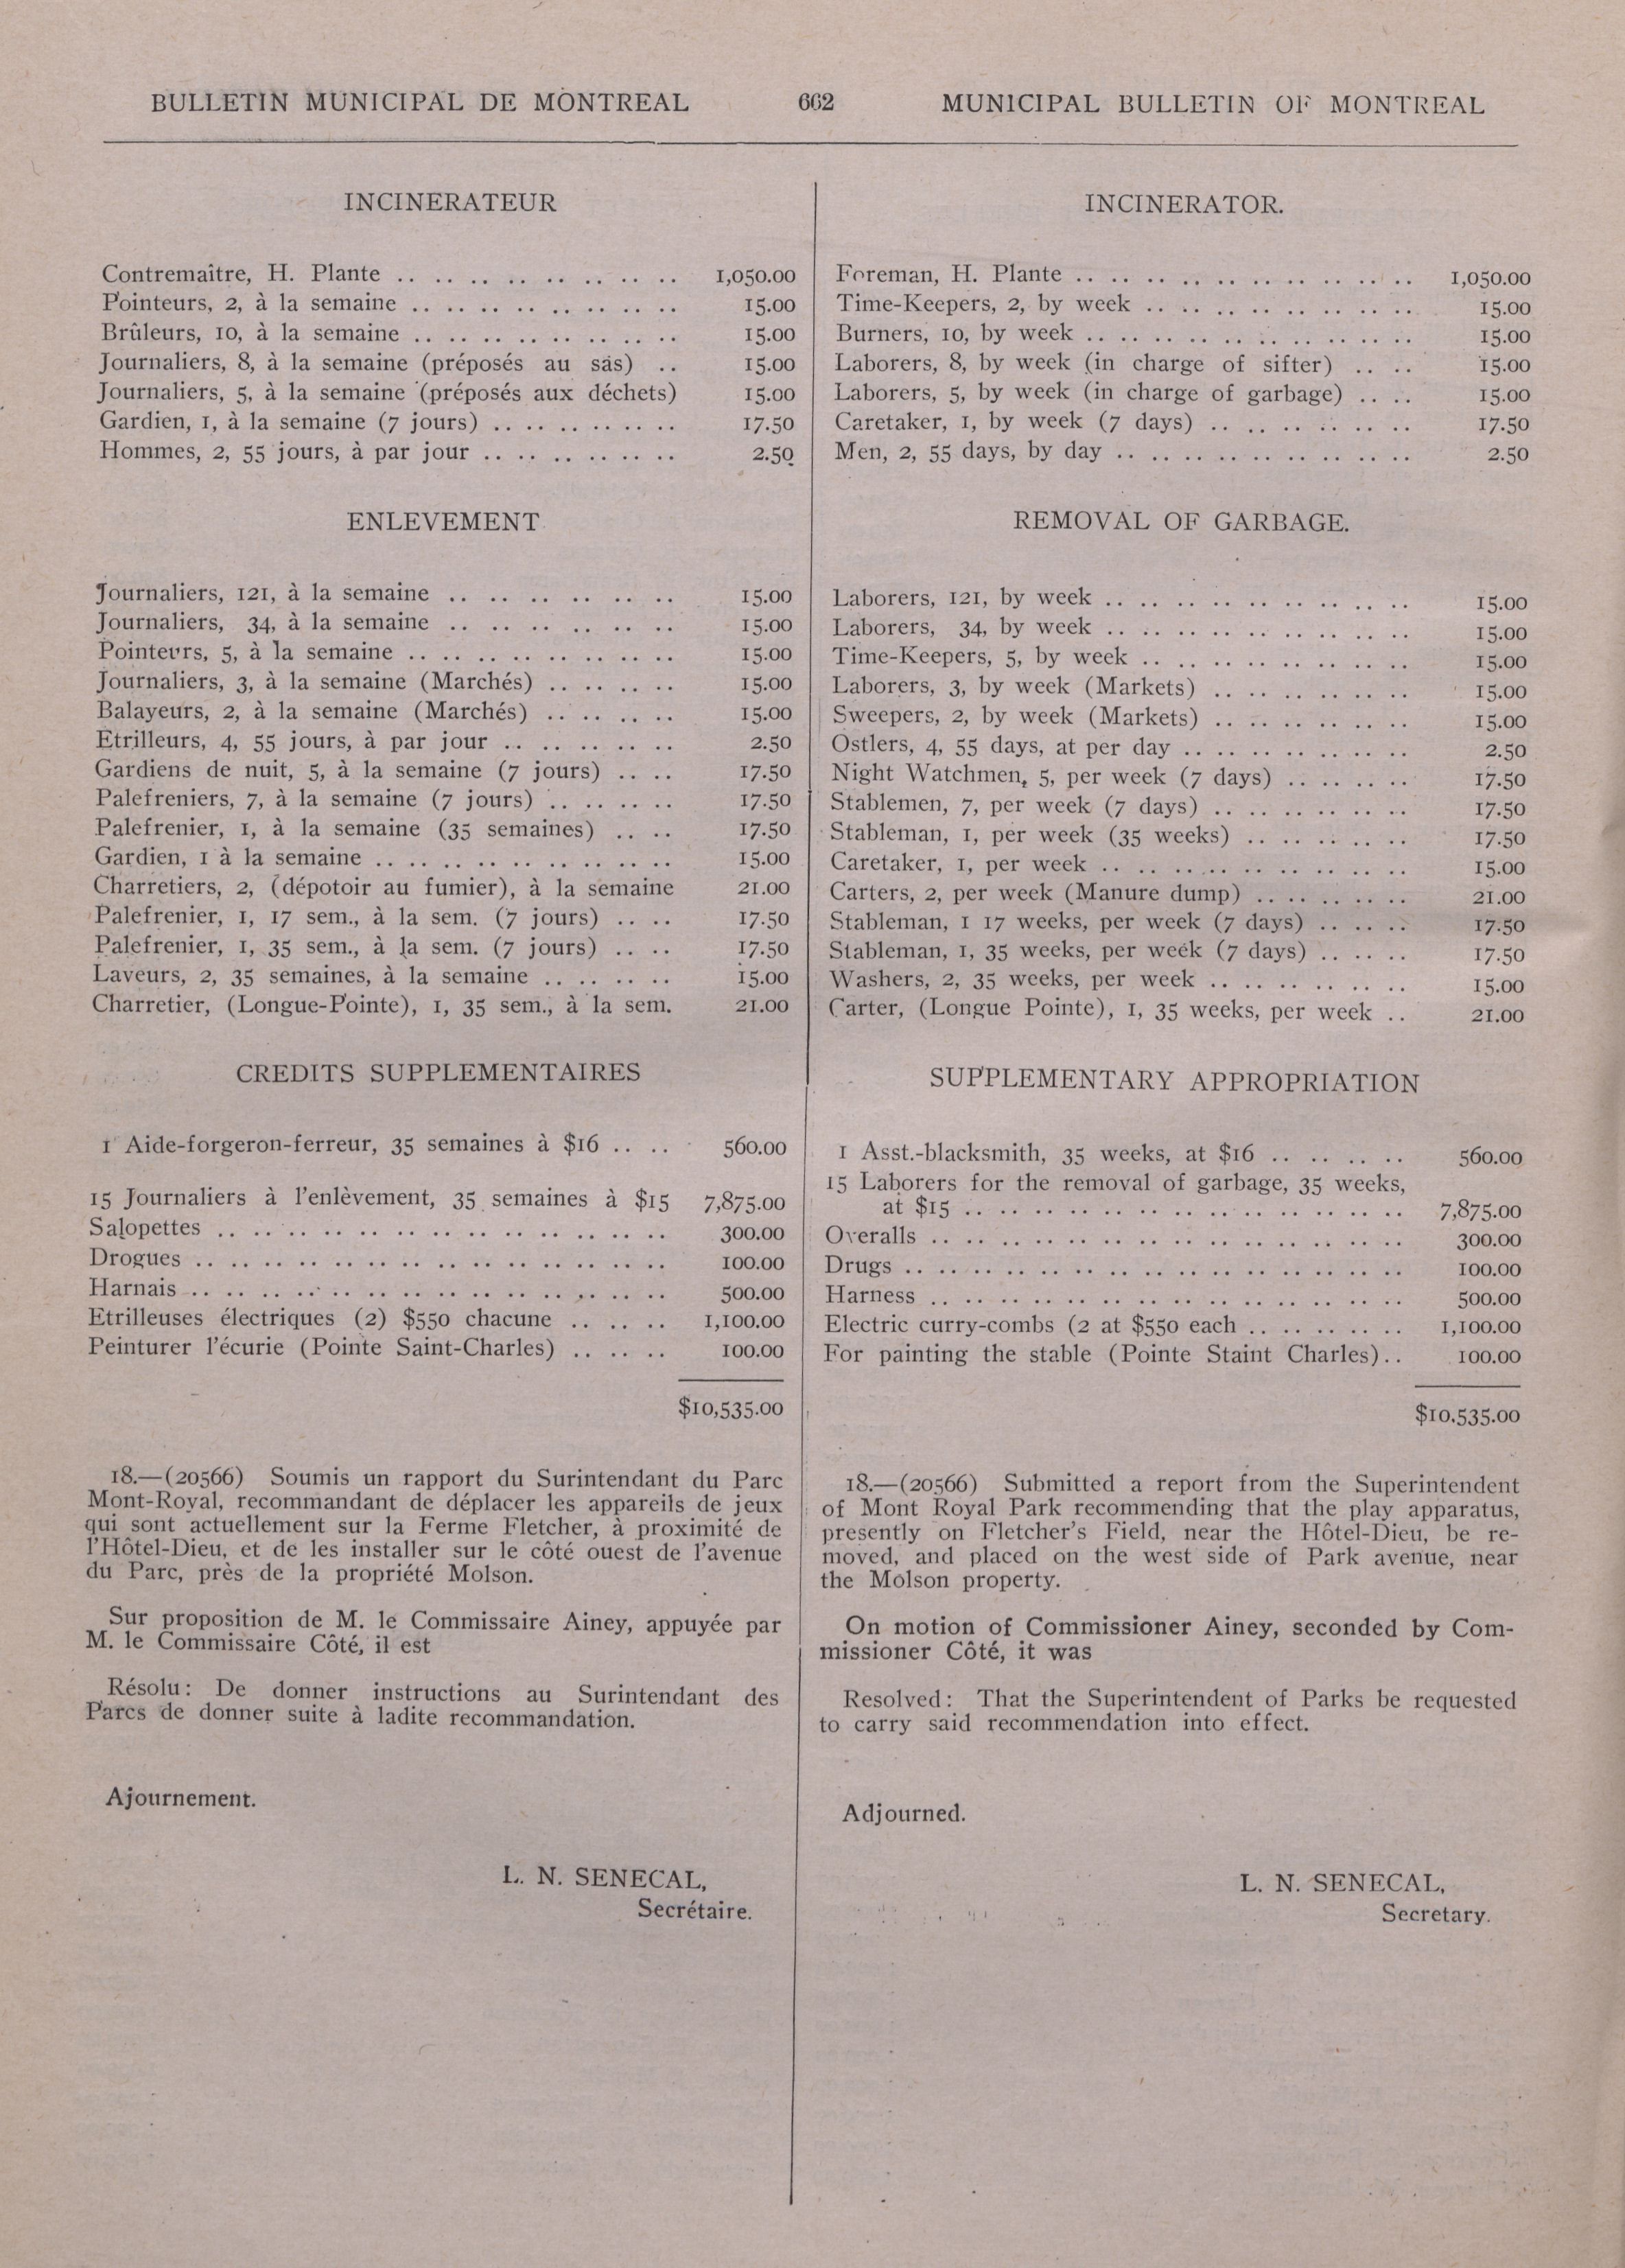 BULLETIN MUNICIPAL DE MONTREAL 662 MUNICIPAL BULLETIN OF MONTREAL
INCINERATEUR
Contremaître, H. Plante .. .. .. .. .. .. .. .. 1,050.00
Pointeurs, 2, à la semaine .. .. .. .. .. .. .. .. 15.00
Brûleurs, 10, à la semaine .. .. .. .. .. .. .. .. 15.00
Journaliers, 8, à la semaine (préposés au sas) .. 15.00
Journaliers, 5, à la semaine (préposés aux déchets) 15.00
Gardien, 1, à la semaine (7 jours) .. .. .. .. .. .. 17.50
Hommes, 2, 55 jours, à par jour .. .. .. .. .. .. 2.50
ENLEVEMENT
Journaliers, 121, à la semaine .. .. .. .. .. .. 15.00
Journaliers, 34, à la semaine .. .. .. .. .. .. 15.00
Pointeurs, 5, à la semaine .. .. .. .. .. .. .. .. 15.00
Journaliers, 3, à la semaine (Marchés) .. .. .. .. 15.00
Balayeurs, 2, à la semaine (Marchés) .. .. .. .. 15.00
Etrilleurs, 4, 55 jours, à par jour .. .. .. .. .. 2.50
Gardiens de nuit, 5, à la semaine (7 jours) .. .. 17.50
Palefreniers, 7, à la semaine (7 jours) .. .. .. .. 17.50
Palefrenier, 1, à la semaine (35 semaines) .. .. 17.50
Gardien, 1 à la semaine .. .. .. .. .. .. .. .. .. 15.00
Charretiers, 2, (dépotoir au fumier), à la semaine 21.00
Palefrenier, 1, 17 sem., à la sem. (7 jours) .. .. 17.50
Palefrenier, 1, 35 sem., à la sem. (7 jours) .. .. 17.50
Laveurs, 2, 35 semaines, à la semaine .. .. .. .. 15.00
Charretier, (Longue-Pointe), 1, 35 sem., à la sem. 21.00
CREDITS SUPPLEMENTAIRES
1 Aide-forgeron-ferreur, 35 semaines à $16 .. .. 560.00
15 Journaliers à l'enlèvement, 35 semaines à $15 7,875.00
Salopettes .. .. .. .. .. .. .. .. .. .. .. .. .. 300.00
Drogues .. .. .. .. .. .. .. .. .. .. .. .. .. .. 100.00
Harnais .. .. .. .. .. .. .. .. .. .. .. .. .. .. 500.00
Etrilleuses électriques (2) $550 chacune .. .. .. 1,100.00
Peinturer l'écurie (Pointe Saint-Charles) .. .. .. 100.00
$10,535.00
18.—(20566) Soumis un rapport du Surintendant du Parc
Mont-Royal, recommandant de déplacer les appareils de jeux
qui sont actuellement sur la Ferme Fletcher, à proximité de
l'Hôtel-Dieu, et de les installer sur le côté ouest de l'avenue
du Parc, près de la propriété Molson.
Sur proposition de M. le Commissaire Ainey, appuyée par
M. le Commissaire Côté, il est
Résolu: De donner instructions au Surintendant des
Parcs de donner suite à ladite recommandation.
Ajournement.
L. N. SENECAL,
Secrétaire.
INCINERATOR.
Foreman, H. Plante .. .. .. .. .. .. .. .. .. .. 1,050.00
Time-Keepers, 2, by week .. .. .. .. .. .. .. .. 15.00
Burners, 10, by week .. .. .. .. .. .. .. .. .. .. 15.00
Laborers, 8, by week (in charge of sifter) .. .. 15.00
Laborers, 5, by week (in charge of garbage) .. .. 15.00
Caretaker, 1, by week (7 days) .. .. .. .. .. .. 17.50
Men, 2, 55 days, by day .. .. .. .. .. .. .. .. .. 2.50
REMOVAL OF GARBAGE.
Laborers, 121, by week .. .. .. .. .. .. .. .. .. 15.00
Laborers, 34, by week .. .. .. .. .. .. .. .. .. 15.00
Time-Keepers, 5, by week .. .. .. .. .. .. .. .. 15.00
Laborers, 3, by week (Markets) .. .. .. .. .. .. 15.00
Sweepers, 2, by week (Markets) .. .. .. .. .. .. 15.00
Ostlers, 4, 55 days, at per day .. .. .. .. .. .. .. 2.50
Night Watchmen, 5, per week (7 days) .. .. .. .. 17.50
Stablemen, 7, per week (7 days) .. .. .. .. .. .. 17.50
Stableman, 1, per week (35 weeks) .. .. .. .. .. 17.50
Caretaker, 1, per week .. .. .. .. .. .. .. .. .. 15.00
Carters, 2, per week (Manure dump) .. .. .. .. .. 21.00
Stableman, 1 17 weeks, per week (7 days) .. .. .. 17.50
Stableman, 1, 35 weeks, per week (7 days) .. .. .. 17.50
Washers, 2, 35 weeks, per week .. .. .. .. .. .. 15.00
Carter, (Longue Pointe), 1, 35 weeks, per week .. 21.00
SUPPLEMENTARY APPROPRIATION
1 Asst.-blacksmith, 35 weeks, at $16 .. .. .. .. 560.00
15 Laborers for the removal of garbage, 35 weeks,
at $15 .. .. .. .. .. .. .. .. .. .. .. .. .. 7,875.00
Overalls .. .. .. .. .. .. .. .. .. .. .. .. .. .. 300.00
Drugs .. .. .. .. .. .. .. .. .. .. .. .. .. .. .. 100.00
Harness .. .. .. .. .. .. .. .. .. .. .. .. .. .. 500.00
Electric curry-combs (2 at $550 each .. .. .. .. .. 1,100.00
For painting the stable (Pointe Staint Charles).. 100.00
$10.535.00
18.—(20566) Submitted a report from the Superintendent
of Mont Royal Park recommending that the play apparatus,
presently on Fletcher's Field, near the Hôtel-Dieu, be re-
moved, and placed on the west side of Park avenue, near
the Molson property.
On motion of Commissioner Ainey, seconded by Com-
missioner Côté, it was
Resolved: That the Superintendent of Parks be requested
to carry said recommendation into effect.
Adjourned.
L. N. SENECAL,
Secretary.